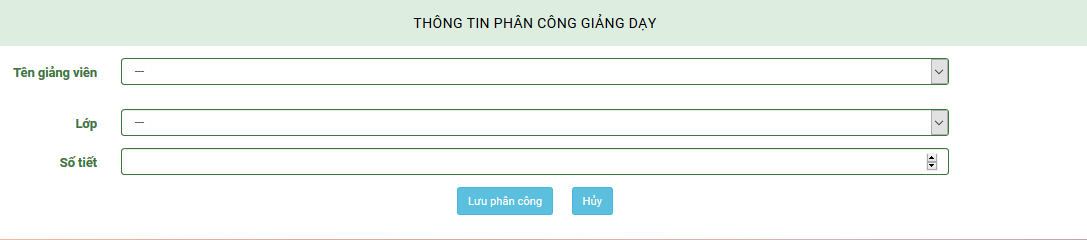 THÔNG TIN PHÂN CÔNG GIẢNG DẠY
Tên giảng viên ---
Lớp ---
Số tiết
Lưu phân công Hủy